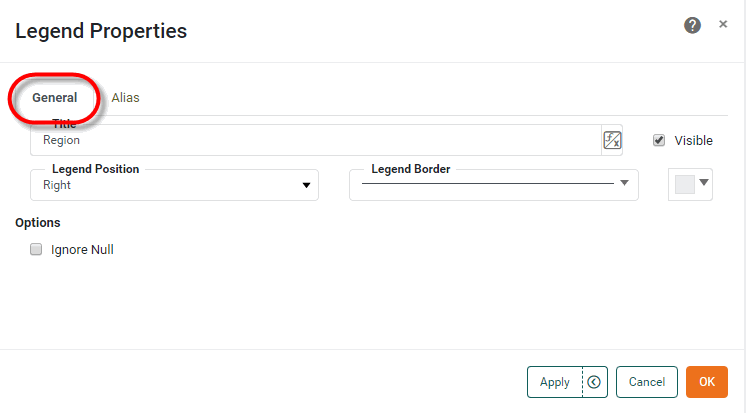 Legend Properties
General Alias
Title
Region
Visible
Legend Position Legend Border
Right
Options
Ignore Null
Apply Cancel OK